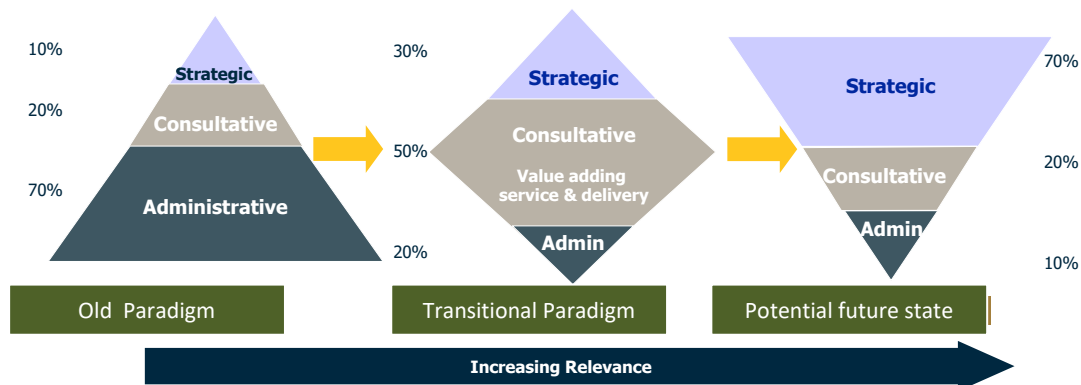 10%
Strategic
20%
Consultative
70%
Administrative
Old Paradigm
30%
Strategic
50%
Consultative
Value adding
service & delivery
20%
Admin
Transitional Paradigm
70%
Strategic
20%
Consultative
Admin
10%
Potential future state
Increasing Relevance